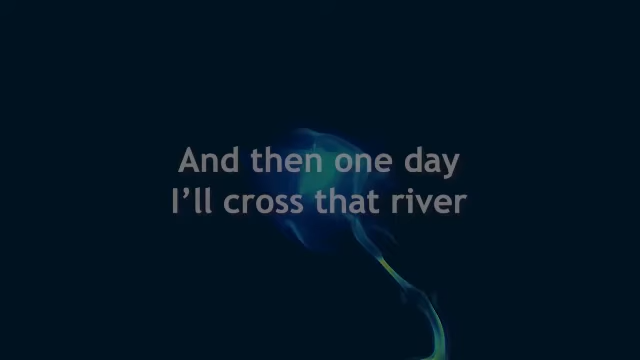 And then one day
I’ll cross that river